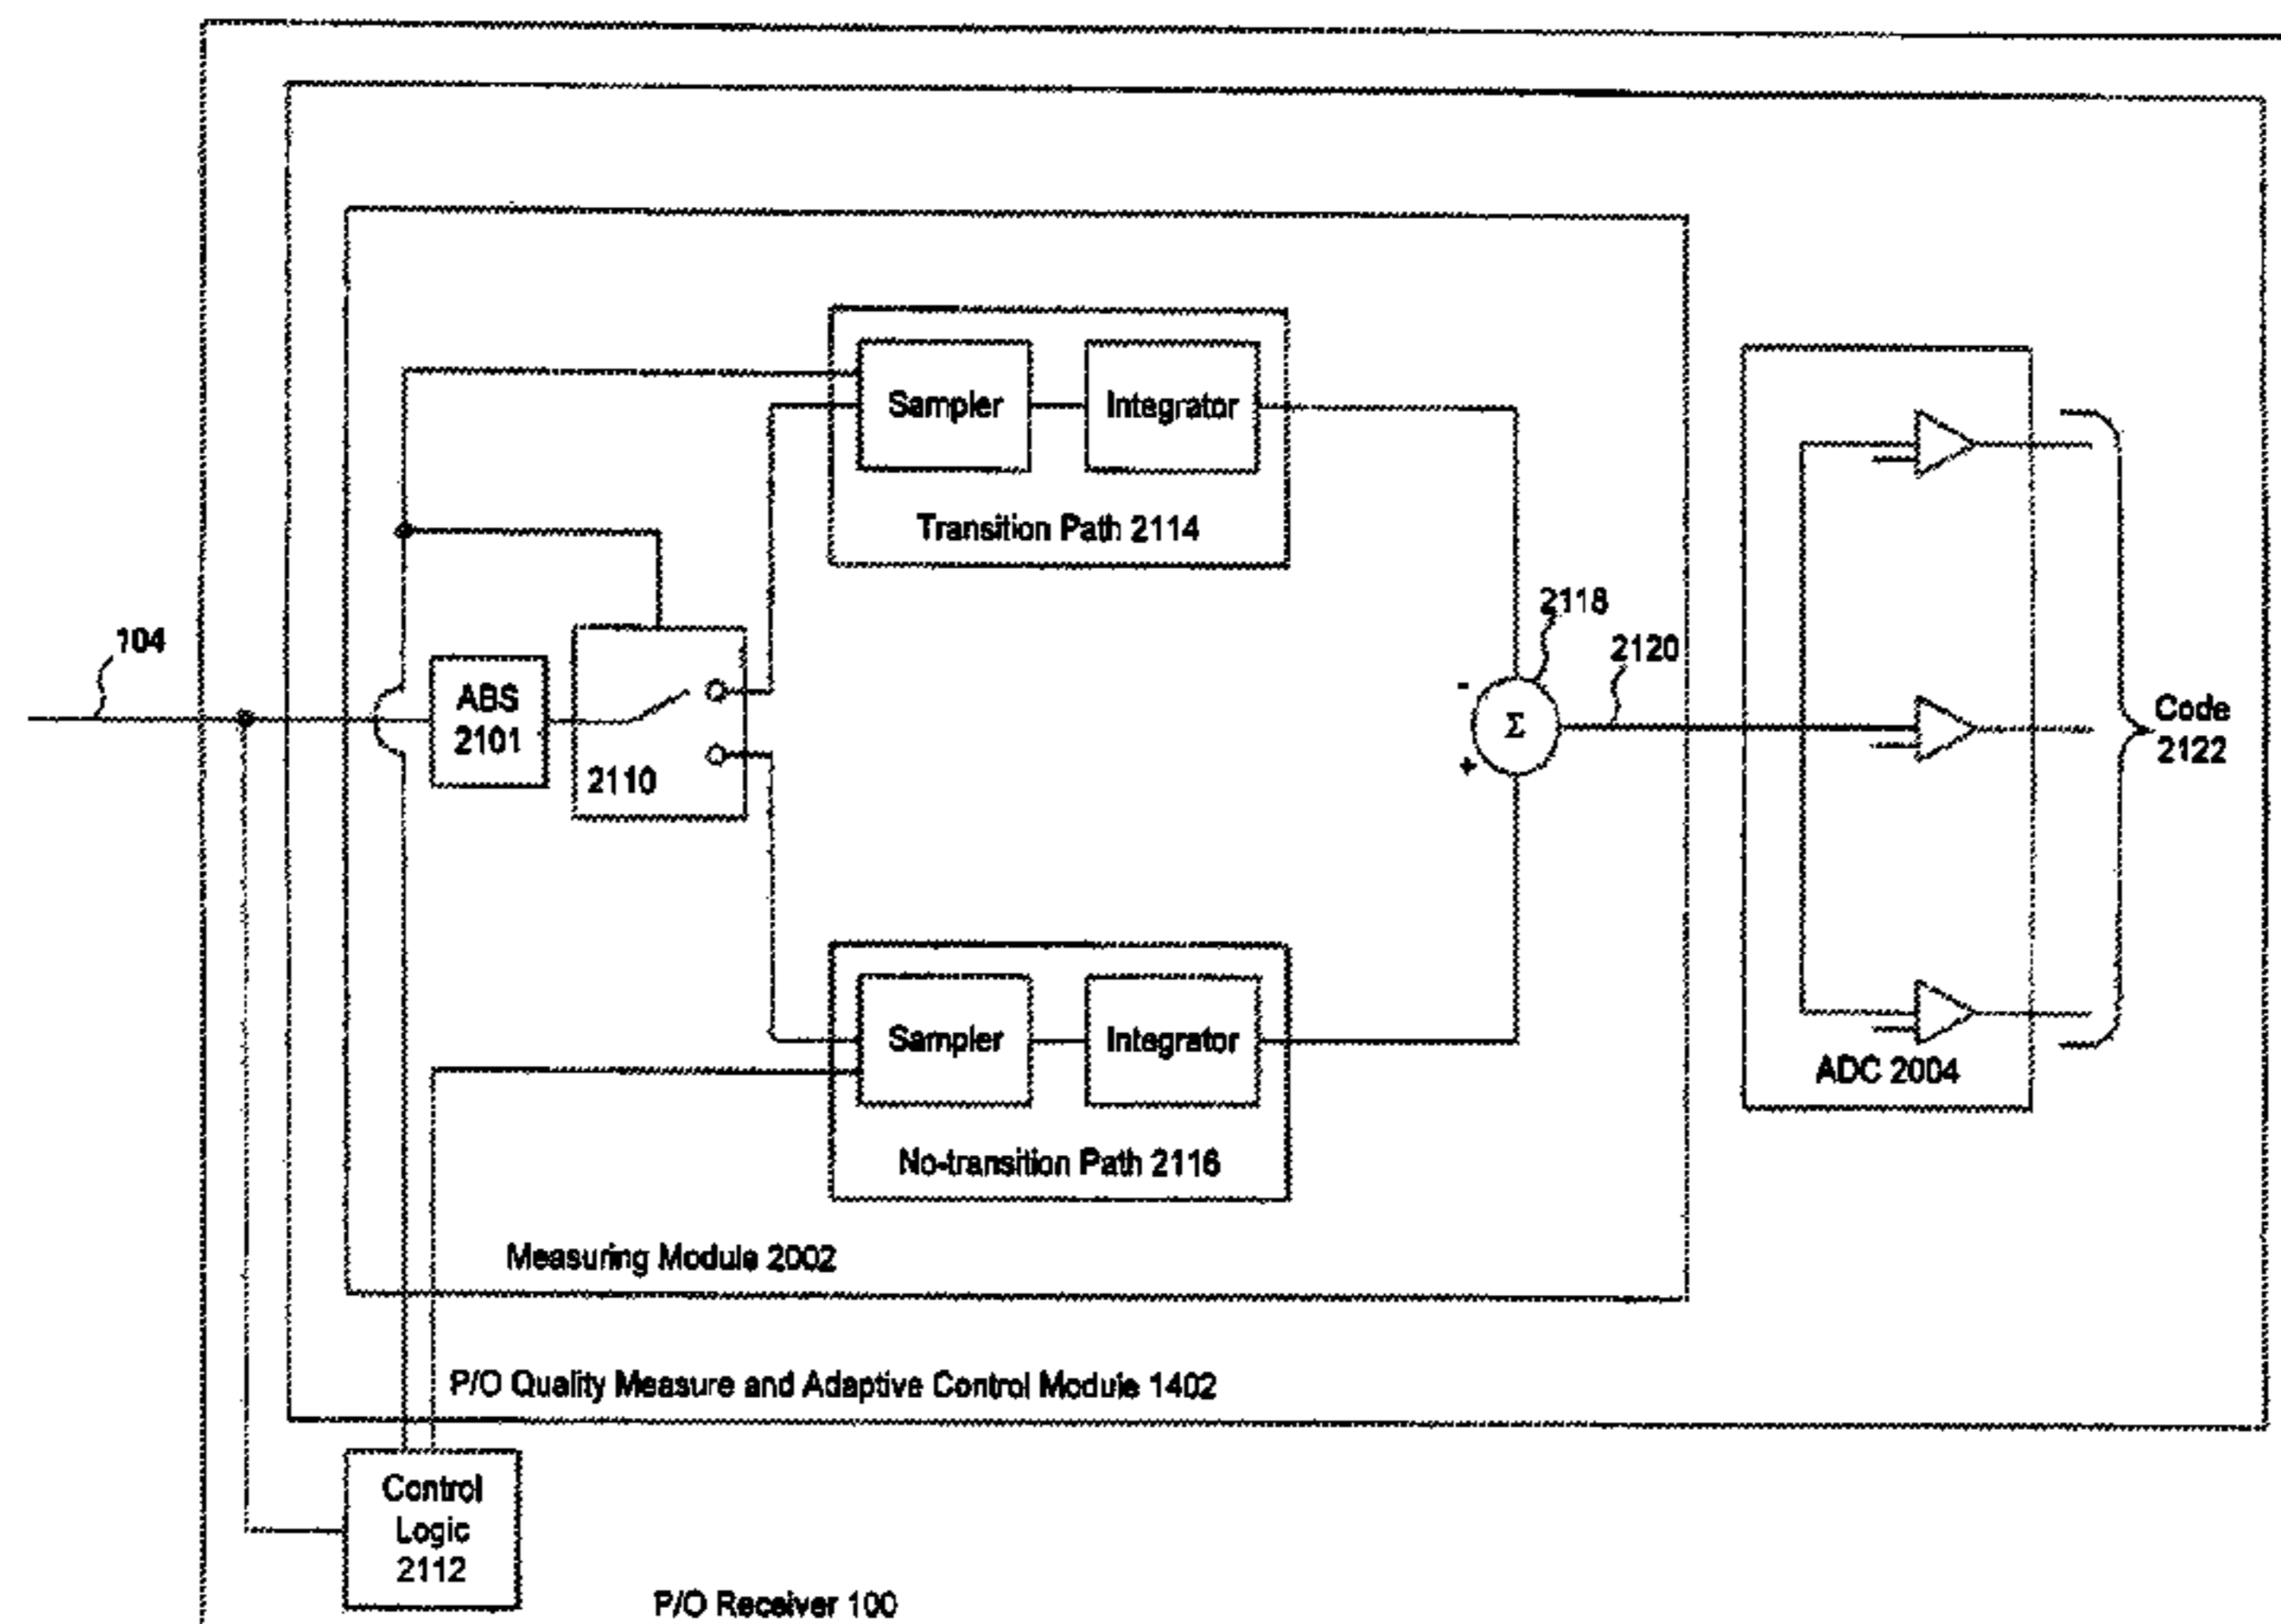 Sampler
Integrator
Transition Path 2114
2118
104
2120
-
ABS
2101
Σ
Code
2122
+
2110
Sampler
Integrator
ADC 2004
No-transition Path 2116
Measuring Module 2002
P/O Quality Measure and Adaptive Control Module 1402
Control
Logic
2112
P/O Receiver 100